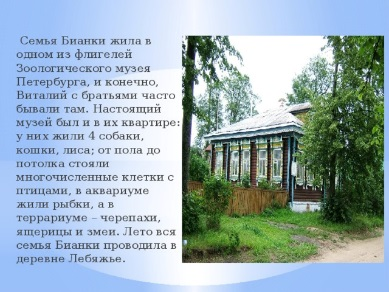 Семья Бианки жила в
одном из флигелей
Зоологического музея
Петербурга, и конечно,
Виталий с братьями часто
бывали там. Настоящий
музей был и в их квартире:
у них жили 4 собаки,
кошки, лиса; от пола до
потолка стояли
многочисленные клетки с
птицами, в аквариуме
жили рыбки, а в
террариуме – черепахи,
ящерицы и змеи. Лето вся
семья Бианки проводила в
деревне Лебяжье.